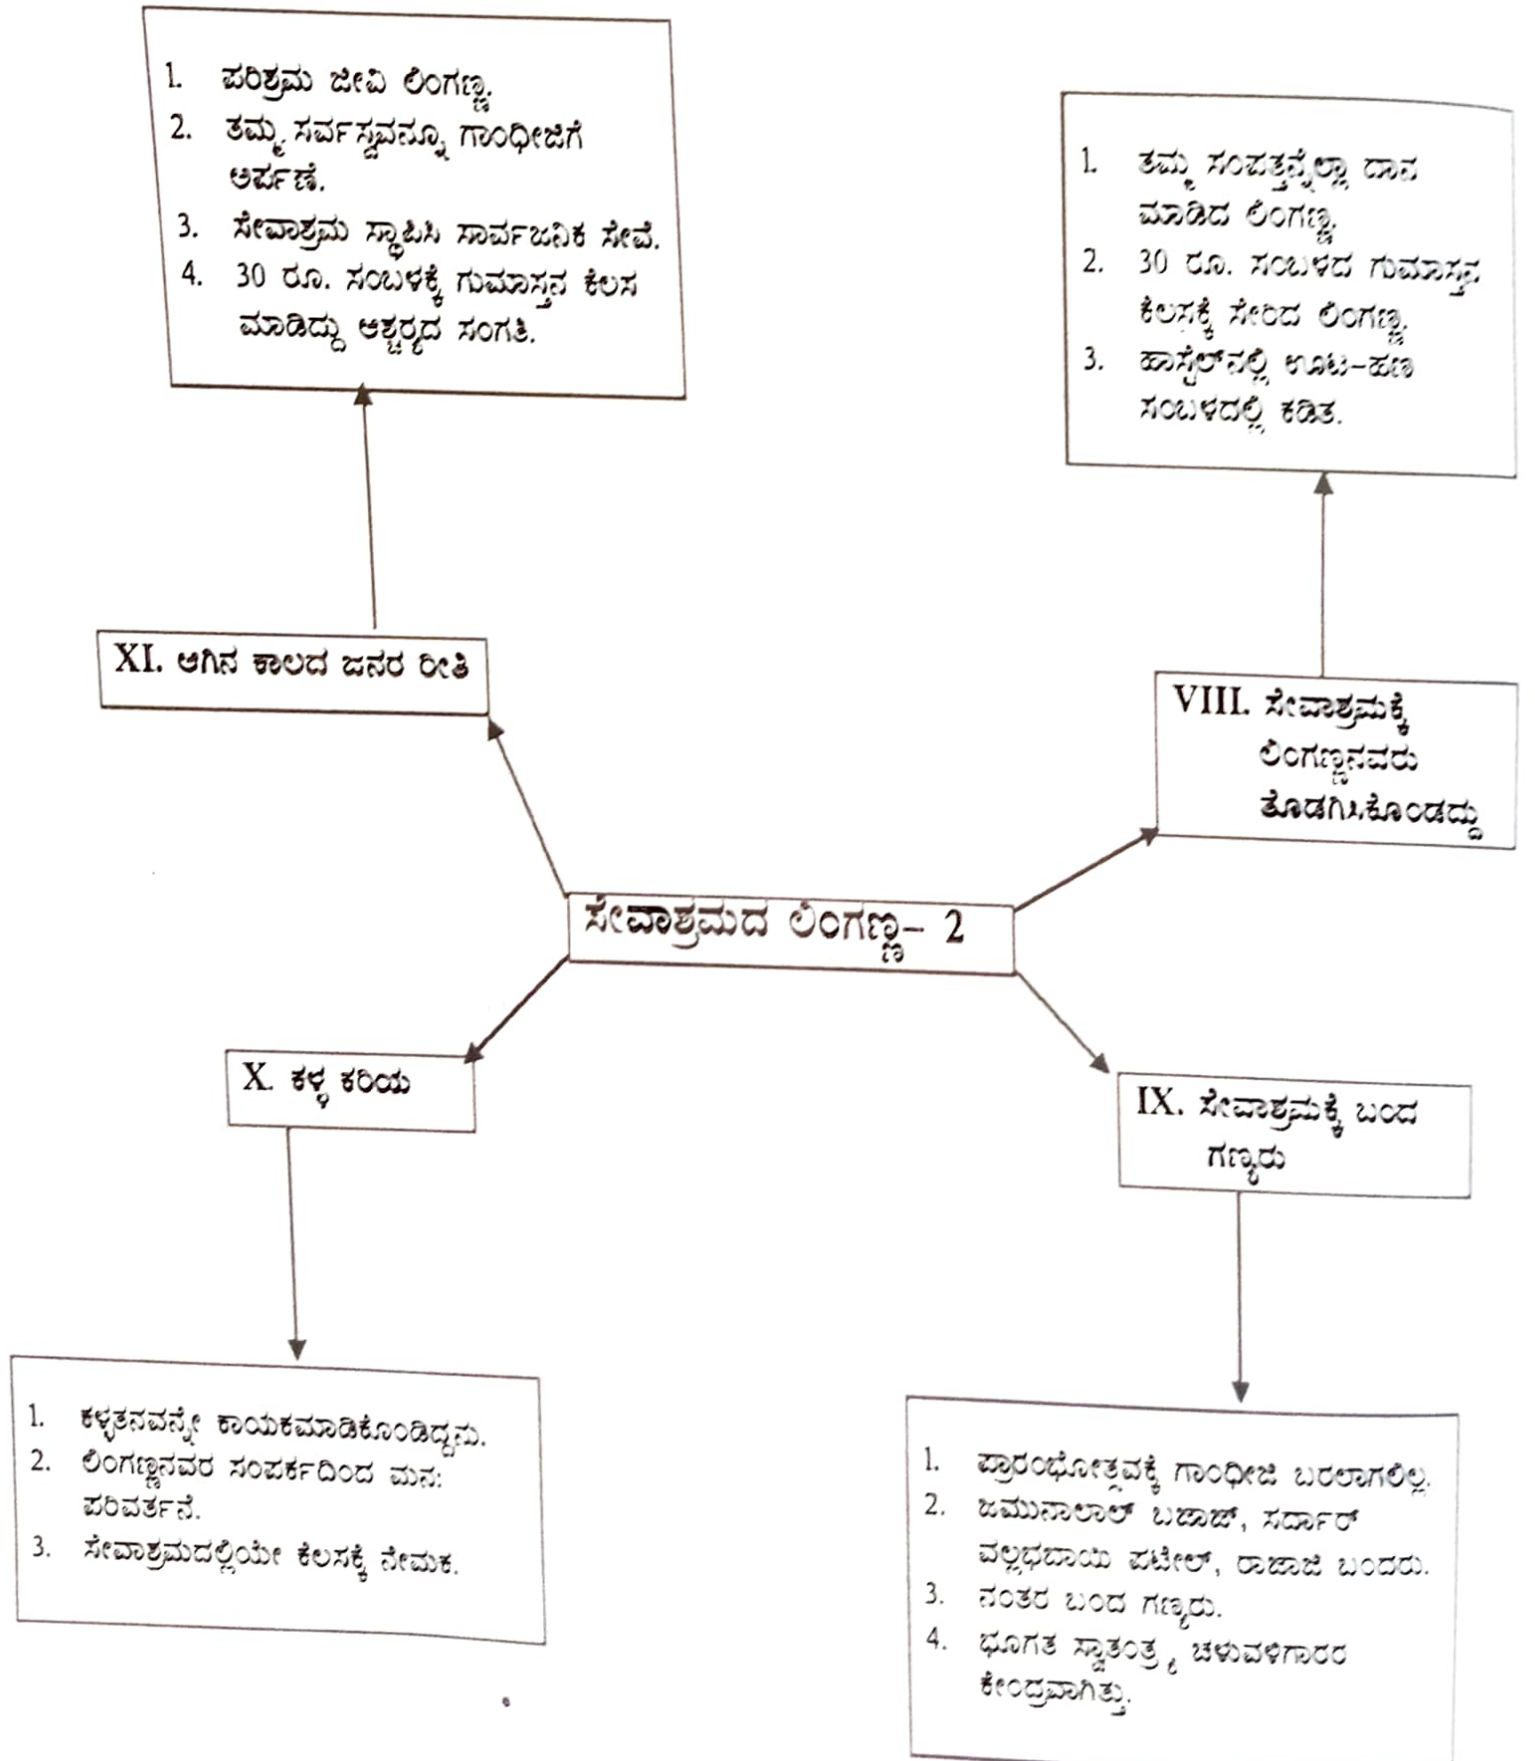 1. ಪರಿಶ್ರಮ ಜೀವಿ ಲಿಂಗಣ್ಣ.
2. ತಮ್ಮ ಸರ್ವಸ್ವವನ್ನೂ ಗಾಂಧೀಜಿಗೆ
ಅರ್ಪಣೆ.
3. ಸೇವಾಶ್ರಮ ಸ್ಥಾಪಿಸಿ ಸಾರ್ವಜನಿಕ ಸೇವೆ.
4. 30 ರೂ. ಸಂಬಳಕ್ಕೆ ಗುಮಾಸ್ತನ ಕೆಲಸ
ಮಾಡಿದ್ದು ಆಶ್ಚರ್‍ಯದ ಸಂಗತಿ.
1. ತಮ್ಮ ಸಂಪತ್ತನ್ನೆಲ್ಲಾ ದಾನ
ಮಾಡಿದ ಲಿಂಗಣ್ಣ.
2. 30 ರೂ. ಸಂಬಳದ ಗುಮಾಸ್ತನ
ಕೆಲಸಕ್ಕೆ ಸೇರಿದ ಲಿಂಗಣ್ಣ.
3. ಹಾಸ್ಟೆಲ್‌ನಲ್ಲಿ ಊಟ-ಹಣ
ಸಂಬಳದಲ್ಲಿ ಕಡಿತ.
XI. ಆಗಿನ ಕಾಲದ ಜನರ ರೀತಿ
VIII. ಸೇವಾಶ್ರಮಕ್ಕೆ
ಲಿಂಗಣ್ಣನವರು
ತೊಡಗಿಸಿಕೊಂಡದ್ದು
ಸೇವಾಶ್ರಮದ ಲಿಂಗಣ್ಣ– 2
X. ಕಳ್ಳ ಕರಿಯ
IX. ಸೇವಾಶ್ರಮಕ್ಕೆ ಬಂದ
ಗಣ್ಯರು
1. ಕಳ್ಳತನವನ್ನೇ ಕಾಯಕಮಾಡಿಕೊಂಡಿದ್ದನು.
2. ಲಿಂಗಣ್ಣನವರ ಸಂಪರ್ಕದಿಂದ ಮನ:
ಪರಿವರ್ತನೆ.
3. ಸೇವಾಶ್ರಮದಲ್ಲಿಯೇ ಕೆಲಸಕ್ಕೆ ನೇಮಕ.
1. ಪ್ರಾರಂಭೋತ್ಸವಕ್ಕೆ ಗಾಂಧೀಜಿ ಬರಲಾಗಲಿಲ್ಲ.
2. ಜಮುನಾಲಾಲ್ ಬಜಾಜ್, ಸರ್ದಾರ್
ವಲ್ಲಭಬಾಯಿ ಪಟೇಲ್, ರಾಜಾಜಿ ಬಂದರು.
3. ನಂತರ ಬಂದ ಗಣ್ಯರು.
4. ಭೂಗತ ಸ್ವಾತಂತ್ರ್ಯ ಚಳುವಳಿಗಾರರ
ಕೇಂದ್ರವಾಗಿತ್ತು.